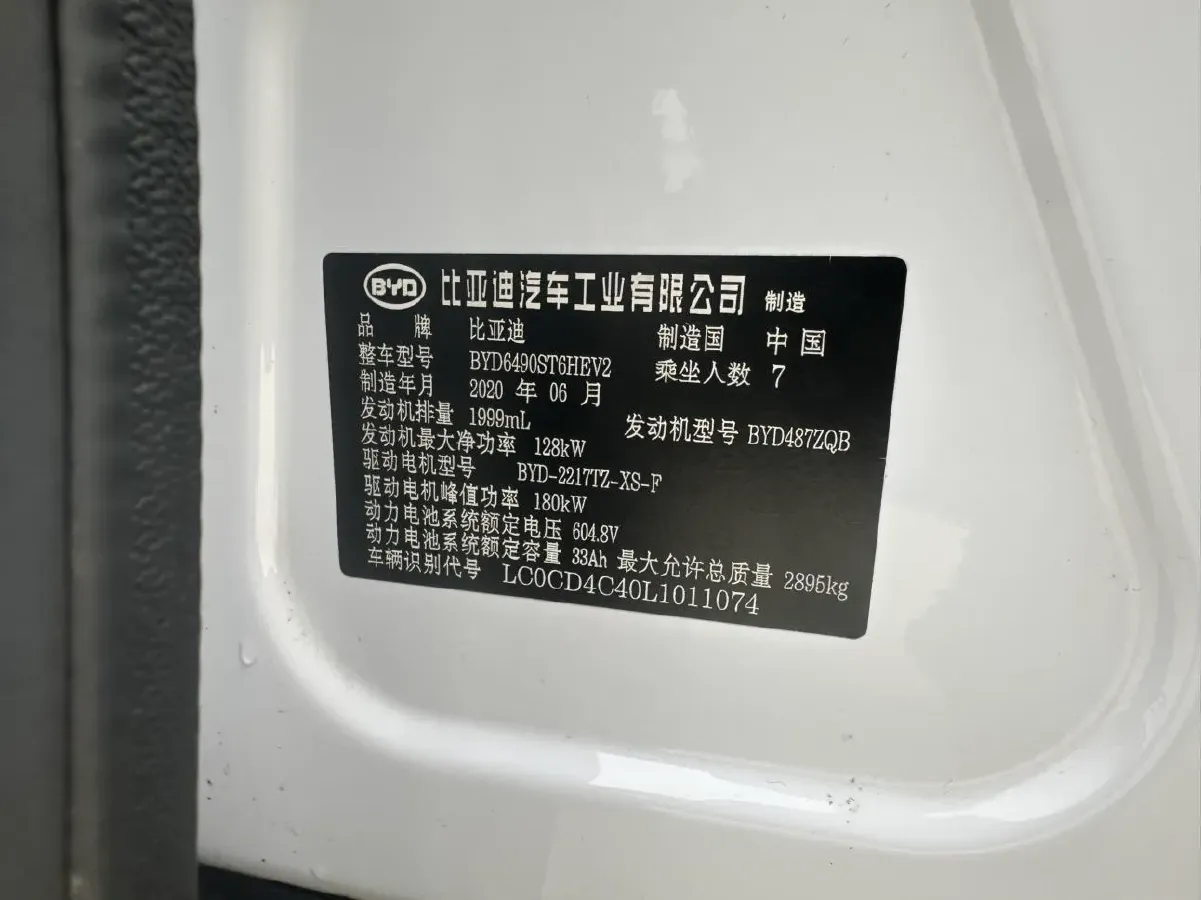 BYD 比亚迪汽车工业有限公司 制造
品 牌 比亚迪 制造国 中国
整车型号 BYD6490ST6HEV2 乘坐人数 7
制造年月 2020 年 06 月
发动机排量 1999mL 发动机型号 BYD487ZQB
发动机最大净功率 128kW
驱动电机型号 BYD-2217TZ-XS-F
驱动电机峰值功率 180kW
动力电池系统额定电压 604.8V
动力电池系统额定容量 33Ah 最大允许总质量 2895kg
车辆识别代号 LC0CD4C40L1011074